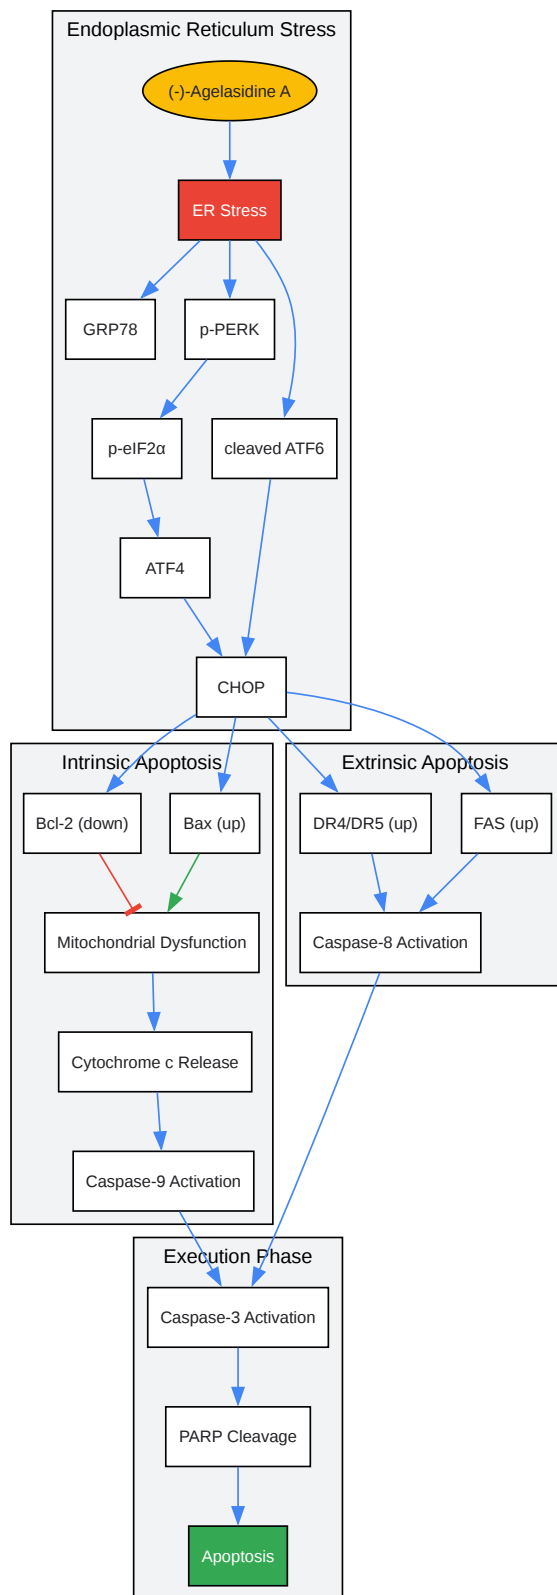 Endoplasmic Reticulum Stress
(-)-Agelasidine A
ER Stress
GRP78
p-PERK
p-eIF2α
cleaved ATF6
ATF4
CHOP
Intrinsic Apoptosis
Extrinsic Apoptosis
Bcl-2 (down)
Bax (up)
DR4/DR5 (up)
FAS (up)
Mitochondrial Dysfunction
Caspase-8 Activation
Cytochrome c Release
Caspase-9 Activation
Execution Phase
Caspase-3 Activation
PARP Cleavage
Apoptosis